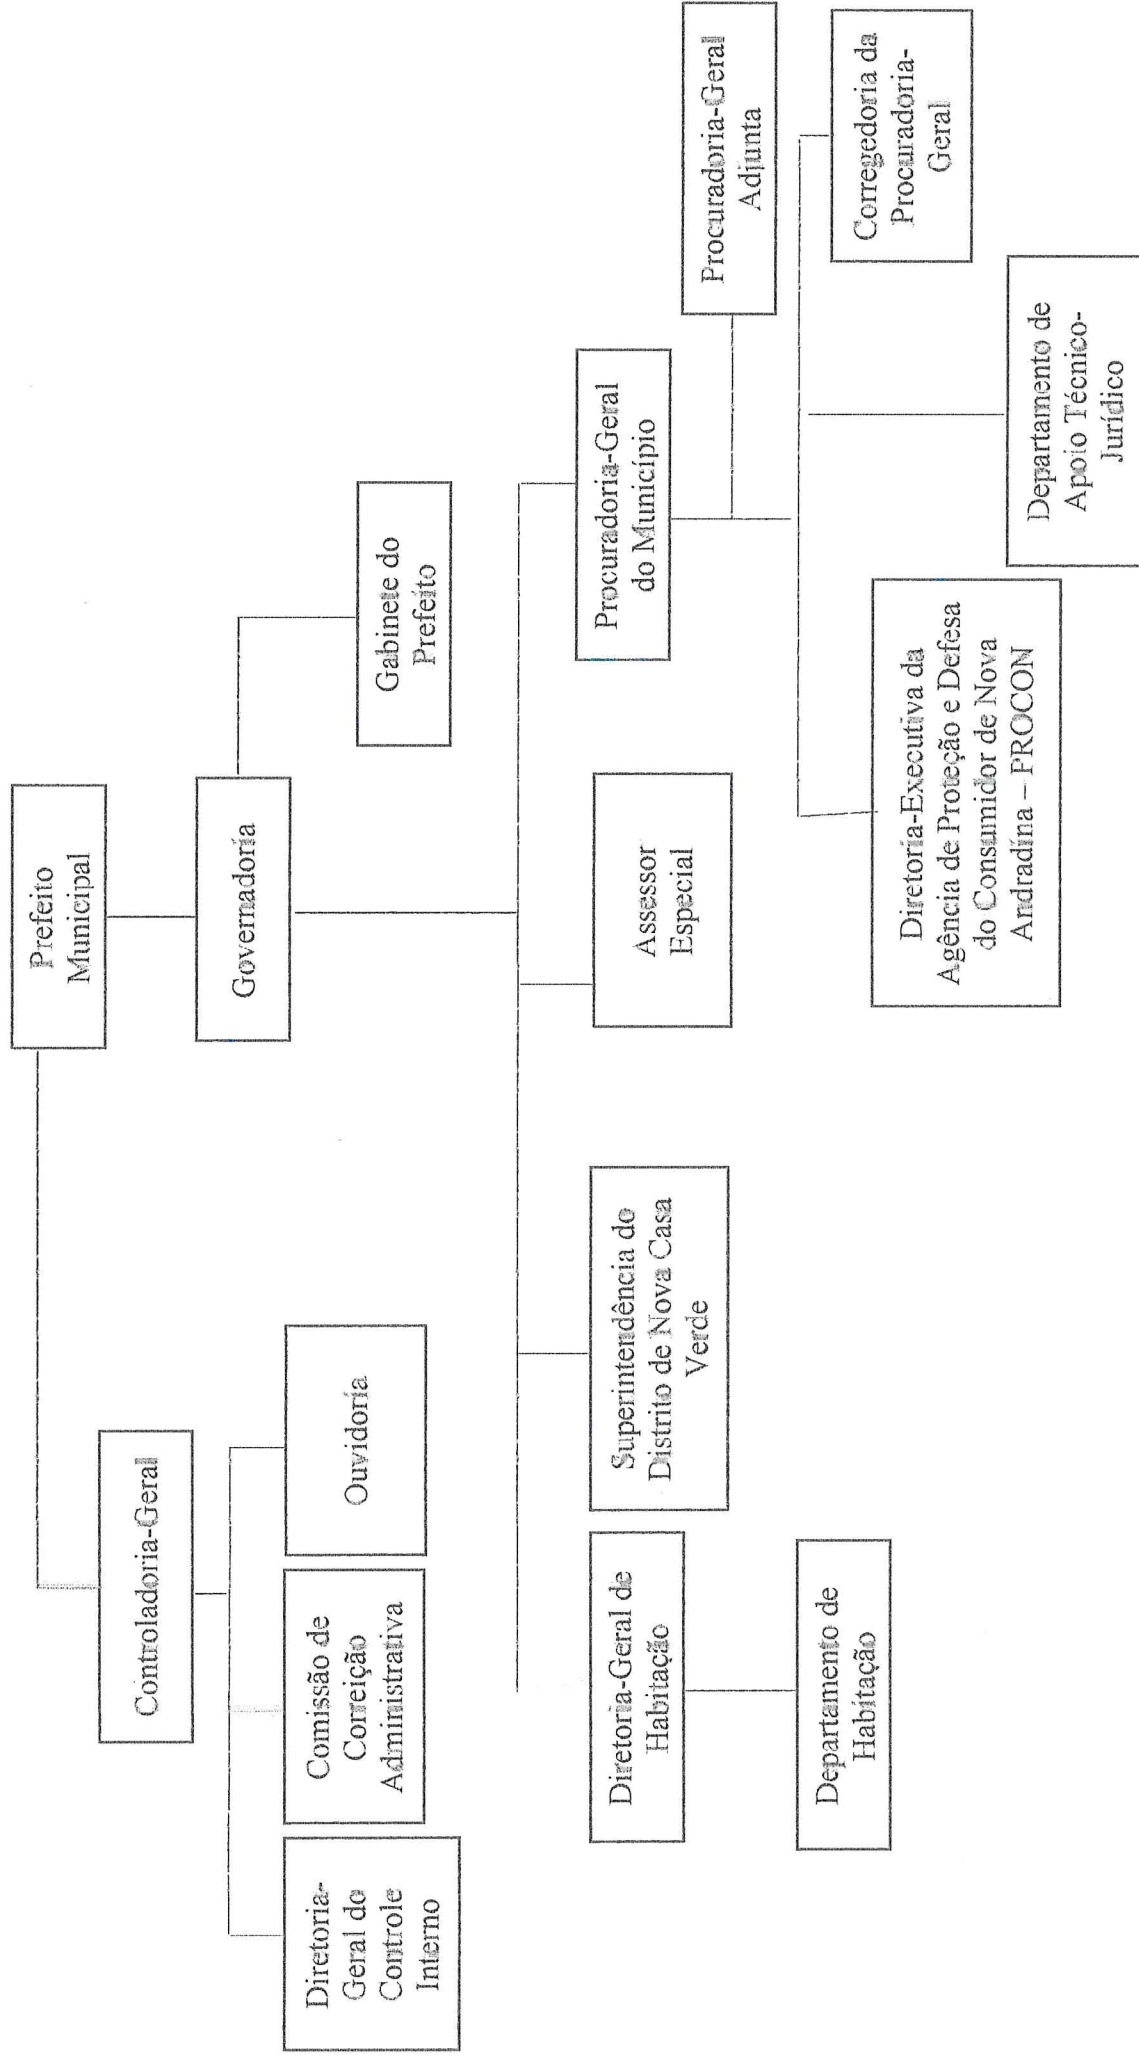 Prefeito
Municipal
Controladoria-Geral
Governadoria
Diretoria-
Geral do
Controle
Interno
Comissão de
Correição
Administrativa
Ouvidoria
Gabinete do
Prefeito
Diretoria-Geral de
Habitação
Superintendência do
Distrito de Nova Casa
Verde
Assessor
Especial
Procuradoria-Geral
do Município
Procuradoria-Geral
Adjunta
Departamento de
Habitação
Diretoria-Executiva da
Agência de Proteção e Defesa
do Consumidor de Nova
Andradina – PROCON
Departamento de
Apoio Técnico-
Jurídico
Corregedoria da
Procuradoria-
Geral